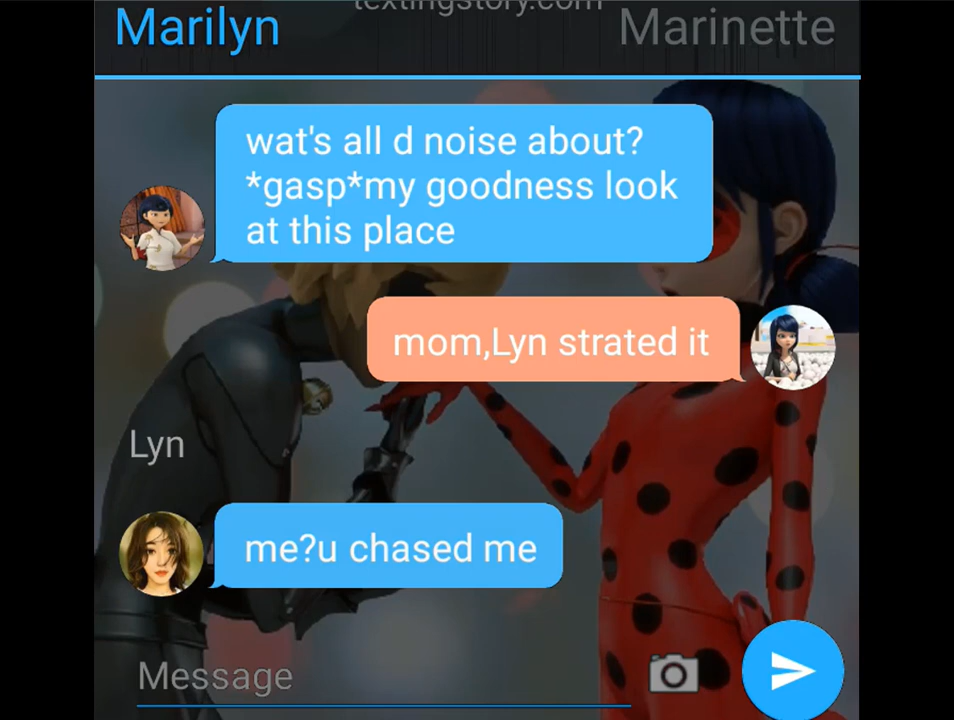 textingstory.com
Marilyn
Marinette
wat's all d noise about?
*gasp*my goodness look
at this place
mom,Lyn strated it
Lyn
me?u chased me
Message